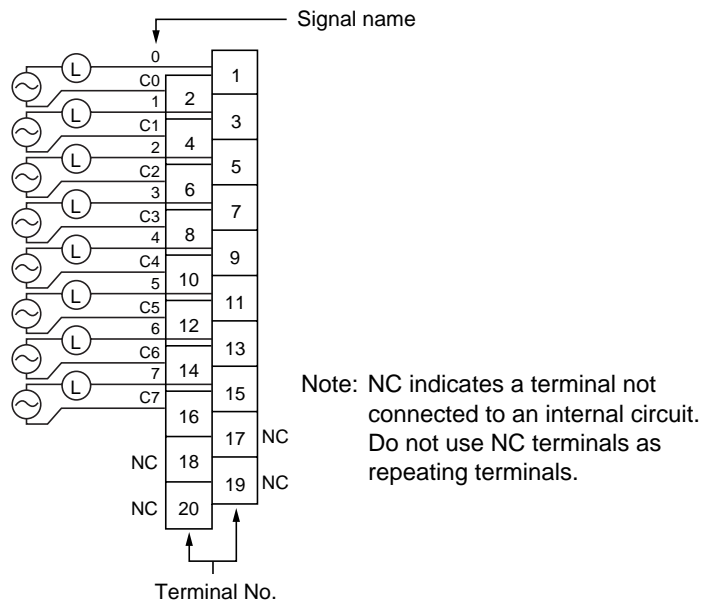 Signal name
0
L
1
C0
2
1
L
3
C1
4
2
L
5
C2
6
3
L
7
C3
8
4
L
9
C4
10
5
L
11
C5
12
6
L
13
C6
14
7
L
15
C7
16
17 NC
NC 18
19 NC
NC 20
Terminal No.
Note: NC indicates a terminal not
connected to an internal circuit.
Do not use NC terminals as
repeating terminals.